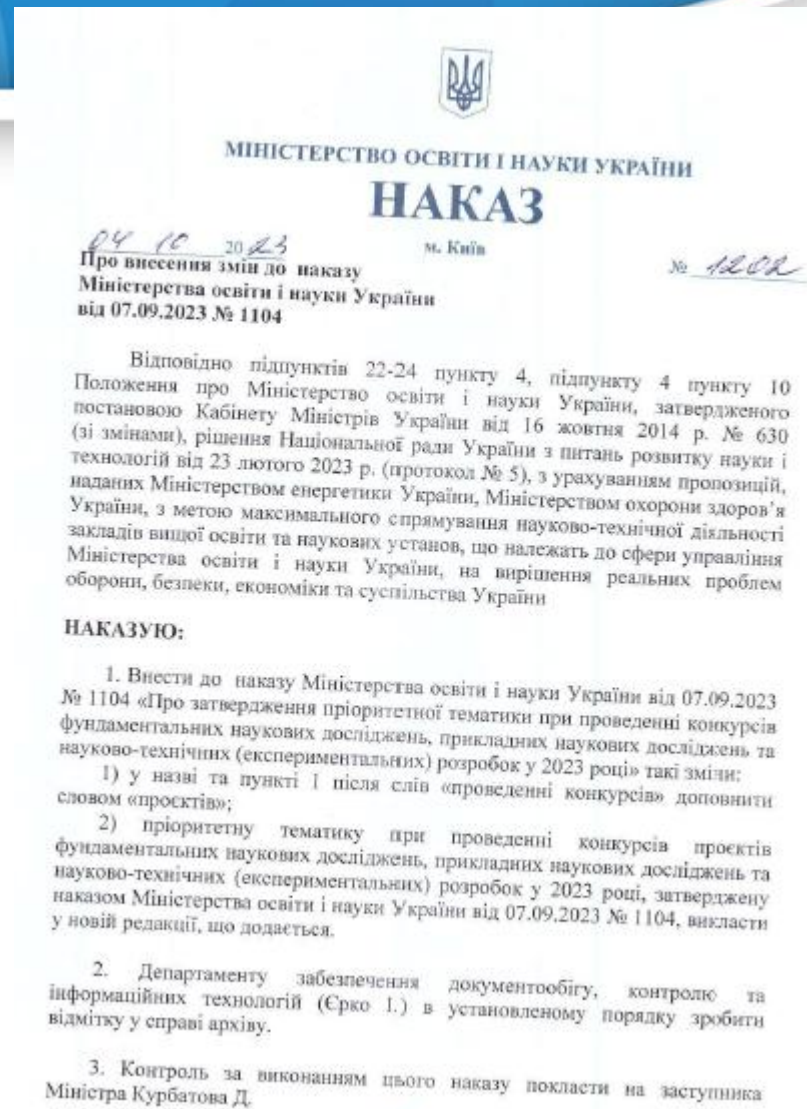 МІНІСТЕРСТВО ОСВІТИ І НАУКИ УКРАЇНИ
НАКАЗ
04 10 2023
м. Київ
№ 1202
Про внесення змін до наказу
Міністерства освіти і науки України
від 07.09.2023 № 1104
Відповідно підпунктів 22-24 пункту 4, підпункту 4 пункту 10
Положення про Міністерство освіти і науки України, затвердженого
постановою Кабінету Міністрів України від 16 жовтня 2014 р. № 630
(зі змінами), рішення Національної ради України з питань розвитку науки і
технологій від 23 лютого 2023 р. (протокол № 5), з урахуванням пропозицій,
наданих Міністерством енергетики України, Міністерством охорони здоров’я
України, з метою максимального спрямування науково-технічної діяльності
закладів вищої освіти та наукових установ, що належать до сфери управління
Міністерства освіти і науки України, на вирішення реальних проблем
оборони, безпеки, економіки та суспільства України
НАКАЗУЮ:
1. Внести до наказу Міністерства освіти і науки України від 07.09.2023
№ 1104 «Про затвердження пріоритетної тематики при проведенні конкурсів
фундаментальних наукових досліджень, прикладних наукових досліджень та
науково-технічних (експериментальних) розробок у 2023 році» такі зміни:
1) у назві та пункті 1 після слів «проведенні конкурсів» доповнити
словом «проєктів»;
2) пріоритетну тематику при проведенні конкурсів проєктів
фундаментальних наукових досліджень, прикладних наукових досліджень та
науково-технічних (експериментальних) розробок у 2023 році, затверджену
наказом Міністерства освіти і науки України від 07.09.2023 № 1104, викласти
у новій редакції, що додається.
2. Департаменту забезпечення документообігу, контролю та
інформаційних технологій (Єрко І.) в установленому порядку зробити
відмітку у справі архіву.
3. Контроль за виконанням цього наказу покласти на заступника
Міністра Курбатова Д.